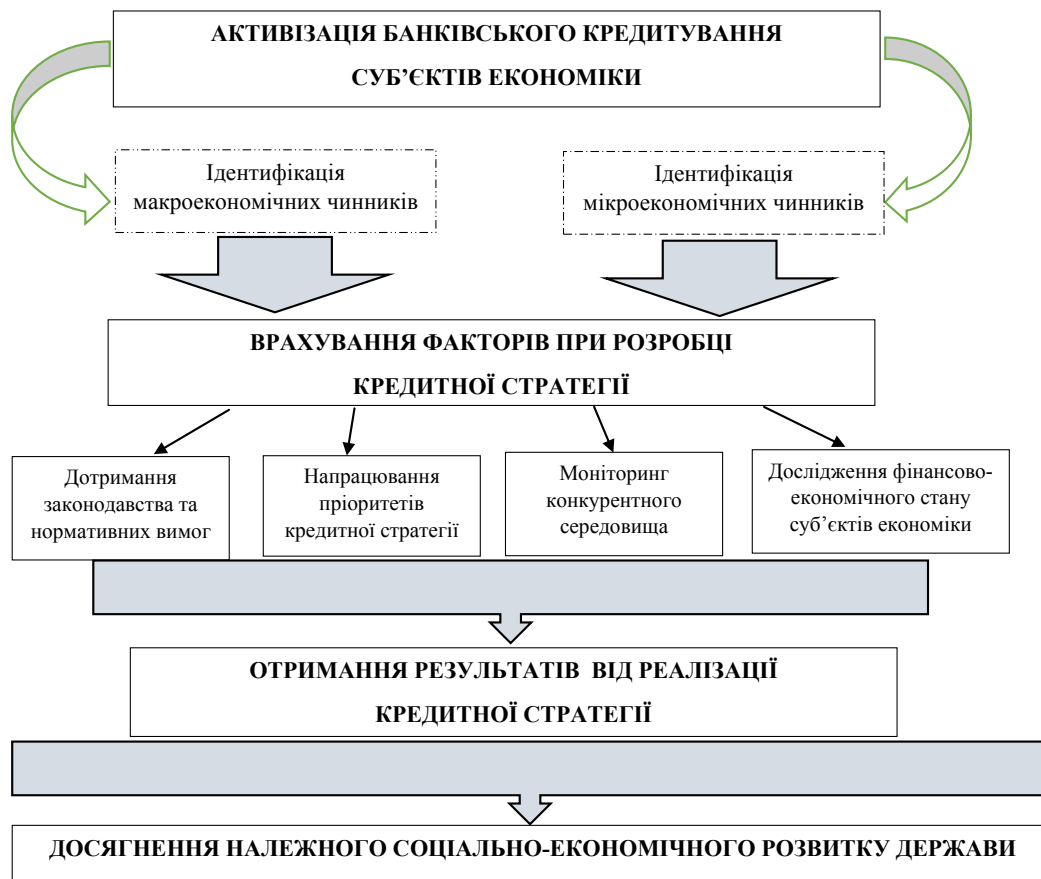 АКТИВИЗАЦІЯ БАНКІВСЬКОГО КРЕДИТУВАННЯ
СУБ’ЄКТІВ ЕКОНОМІКИ
Ідентифікація
макроекономічних чинників
Ідентифікація
мікроекономічних чинників
ВРАХУВАННЯ ФАКТОРІВ ПРИ РОЗРОБЦІ
КРЕДИТНОЇ СТРАТЕГІЇ
Дотримання
законодавства та
нормативних вимог
Напрацювання
пріоритетів
кредитної стратегії
Моніторинг
конкурентного
середовища
Дослідження фінансово-
економічного стану
суб’єктів економіки
ОТРИМАННЯ РЕЗУЛЬТАТІВ ВІД РЕАЛІЗАЦІЇ
КРЕДИТНОЇ СТРАТЕГІЇ
ДОСЯГНЕННЯ НАЛЕЖНОГО СОЦІАЛЬНО-ЕКОНОМІЧНОГО РОЗВИТКУ ДЕРЖАВИ